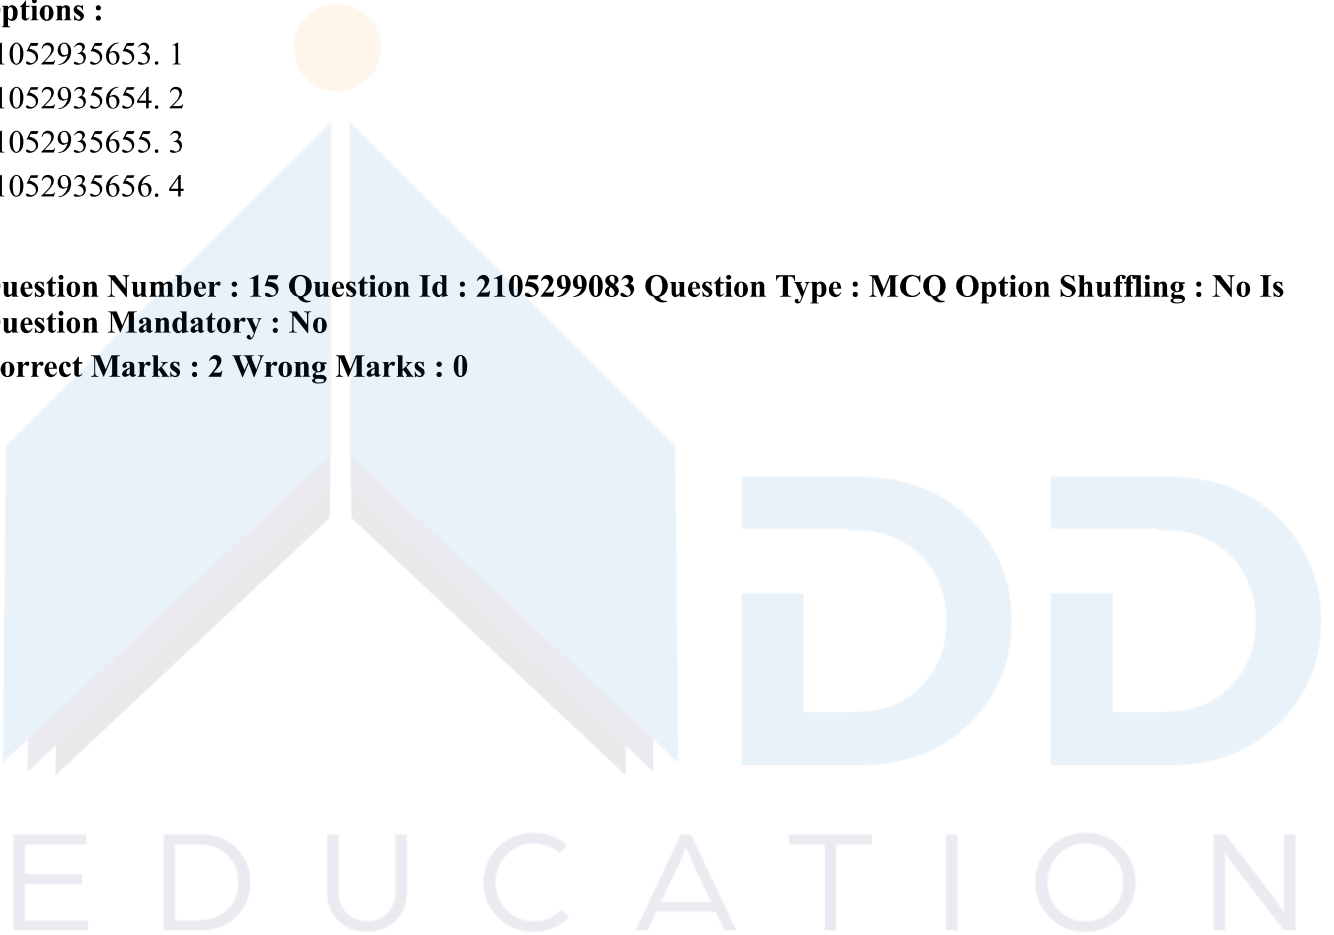 ptions :
1052935653. 1
1052935654. 2
1052935655. 3
1052935656. 4
uestion Number : 15 Question Id : 2105299083 Question Type : MCQ Option Shuffling : No Is
uestion Mandatory : No
orrect Marks : 2 Wrong Marks : 0
DD
EDUCATION